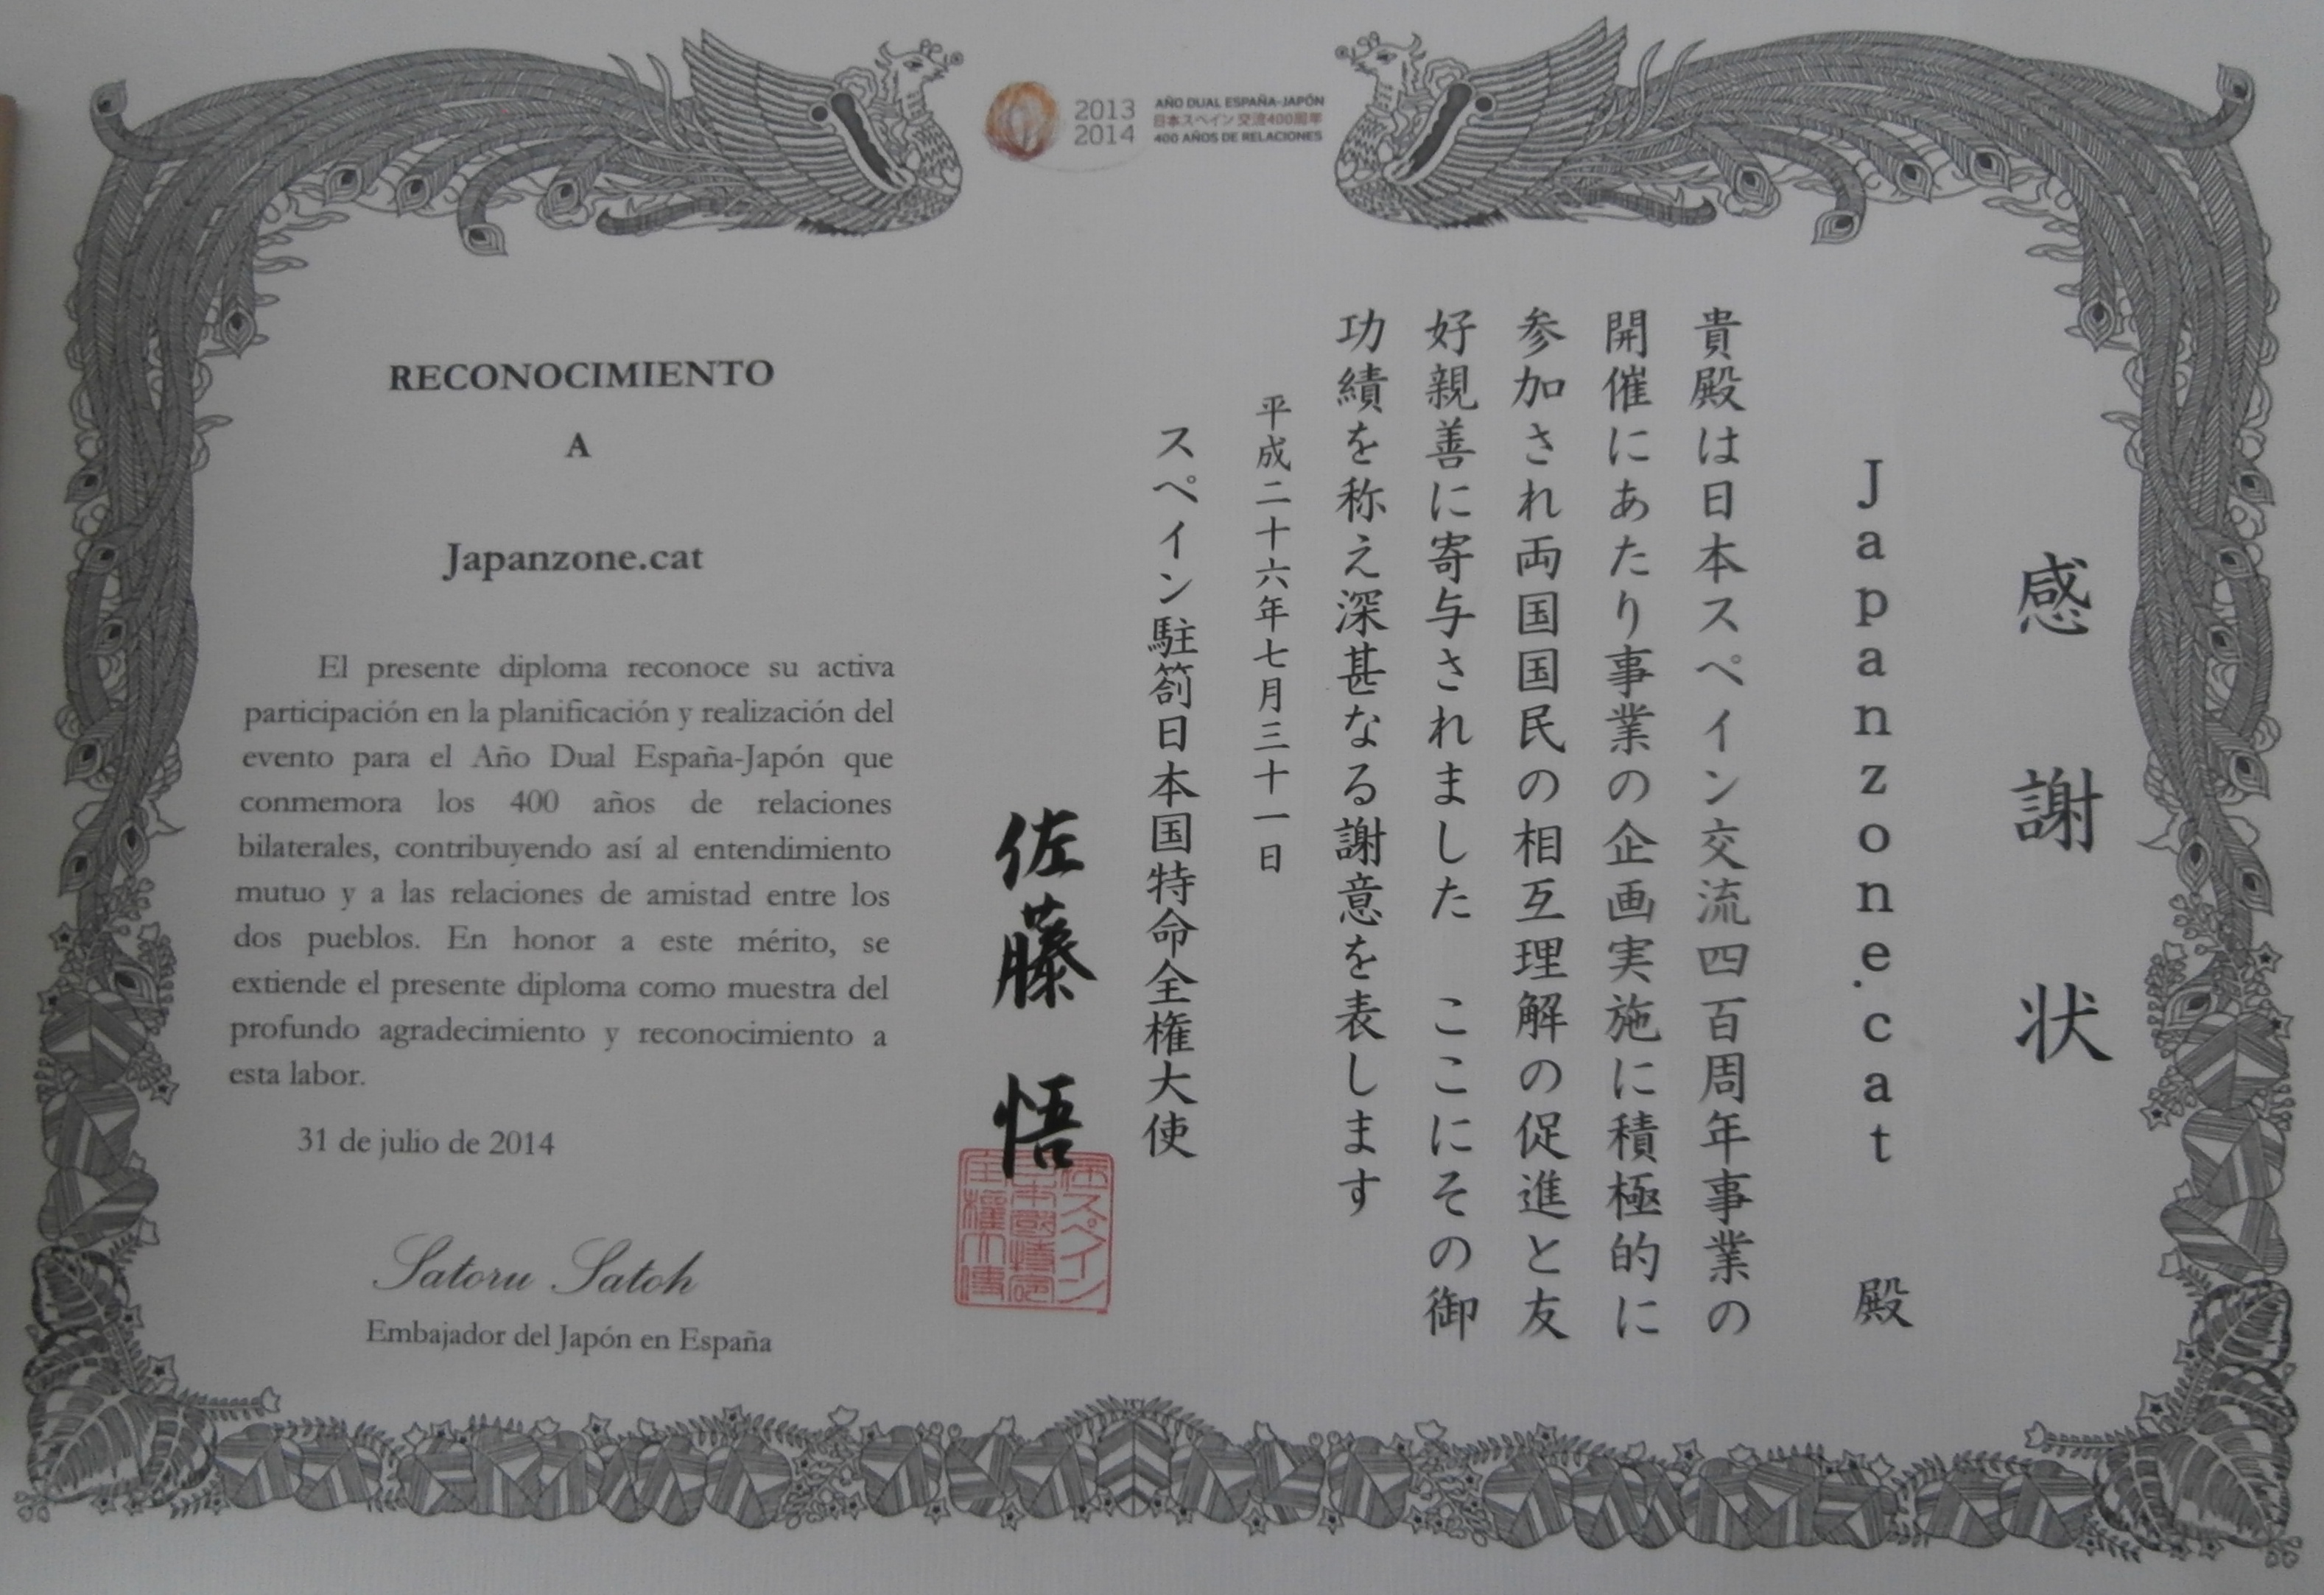 2013
2014
AÑO DUAL ESPAÑA-JAPÓN
日本スペイン交流400周年
400 AÑOS DE RELACIONES
感謝状
Japanzone.cat 殿
貴殿は日本スペイン交流四百周年事業の
開催にあたり事業の企画実施に積極的に
参加され両国国民の相互理解の促進と友
好親善に寄与されました ここにその御
功績を称え深甚なる謝意を表します
平成二十六年七月三十一日
スペイン駐箚日本国特命全権大使
佐藤 悟
RECONOCIMIENTO
A
Japanzone.cat
El presente diploma reconoce su activa
participación en la planificación y realización del
evento para el Año Dual España-Japón que
conmemora los 400 años de relaciones
bilaterales, contribuyendo así al entendimiento
mutuo y a las relaciones de amistad entre los
dos pueblos. En honor a este mérito, se
extiende el presente diploma como muestra del
profundo agradecimiento y reconocimiento a
esta labor.
31 de julio de 2014
Satoru Satoh
Embajador del Japón en España